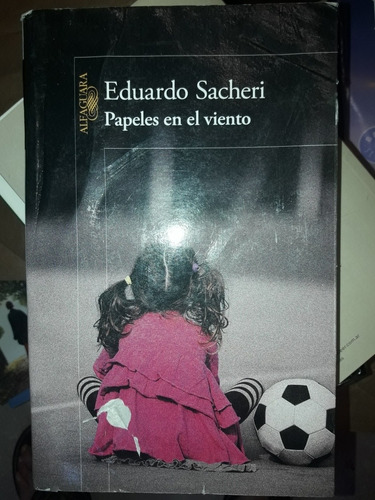 ALFAGUARA
Eduardo Sacheri
Papeles en el viento